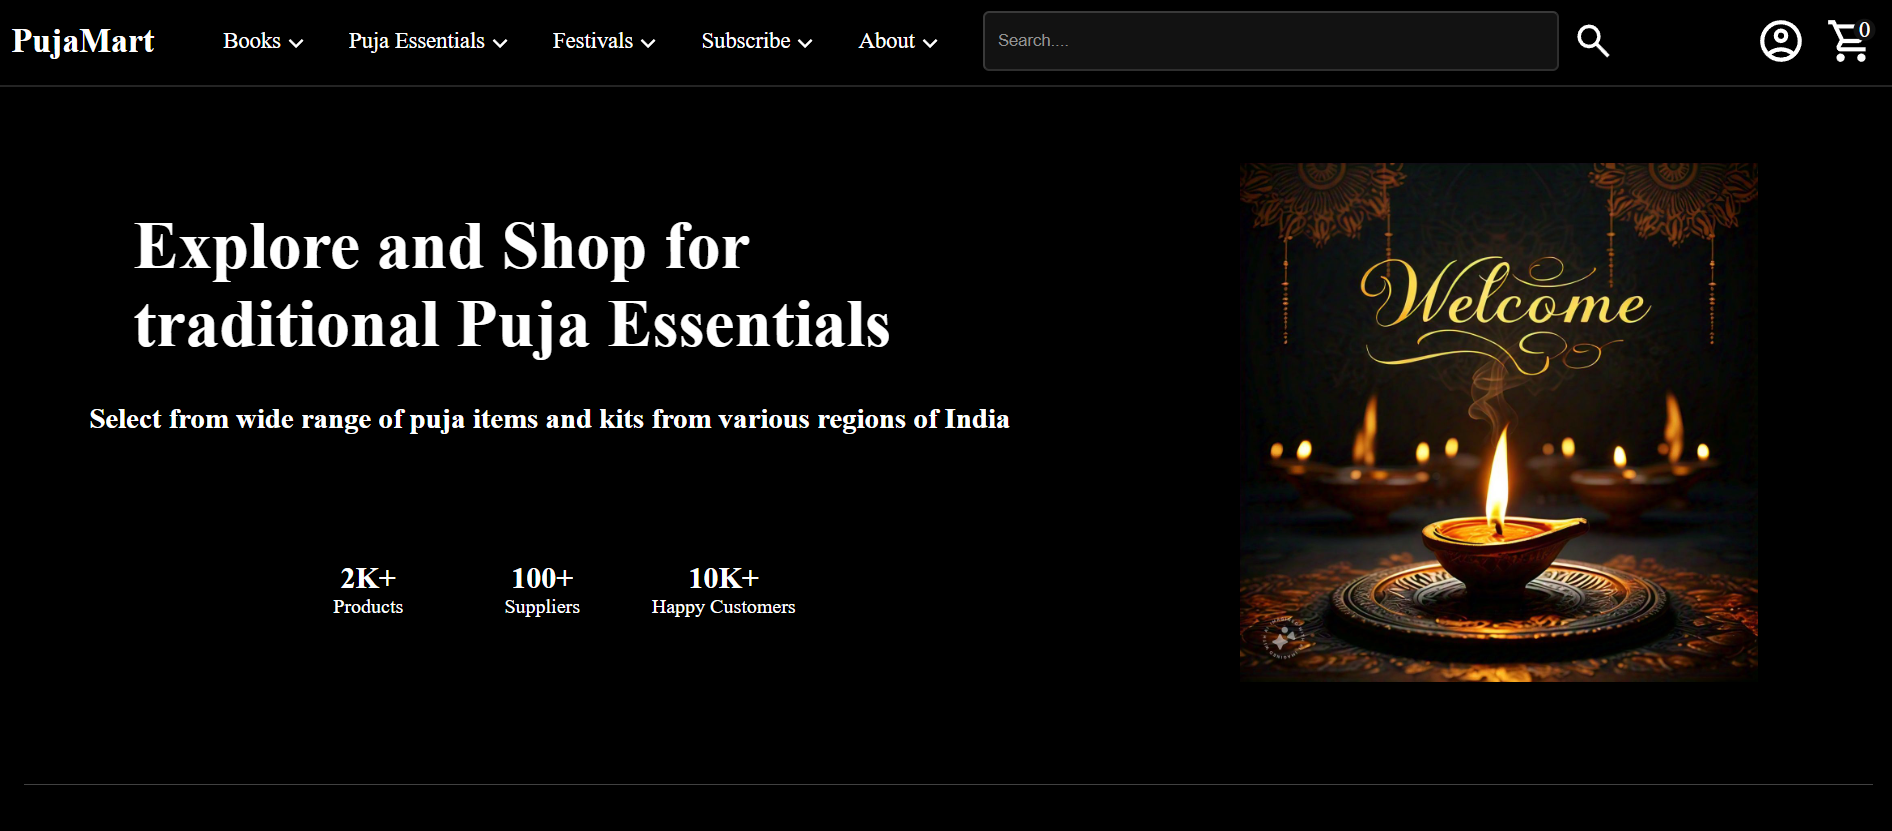 PujaMart
Books
Puja Essentials
Festivals
Subscribe
About
Search....
0
Explore and Shop for
traditional Puja Essentials
Select from wide range of puja items and kits from various regions of India
2K+
Products
100+
Suppliers
10K+
Happy Customers
Welcome